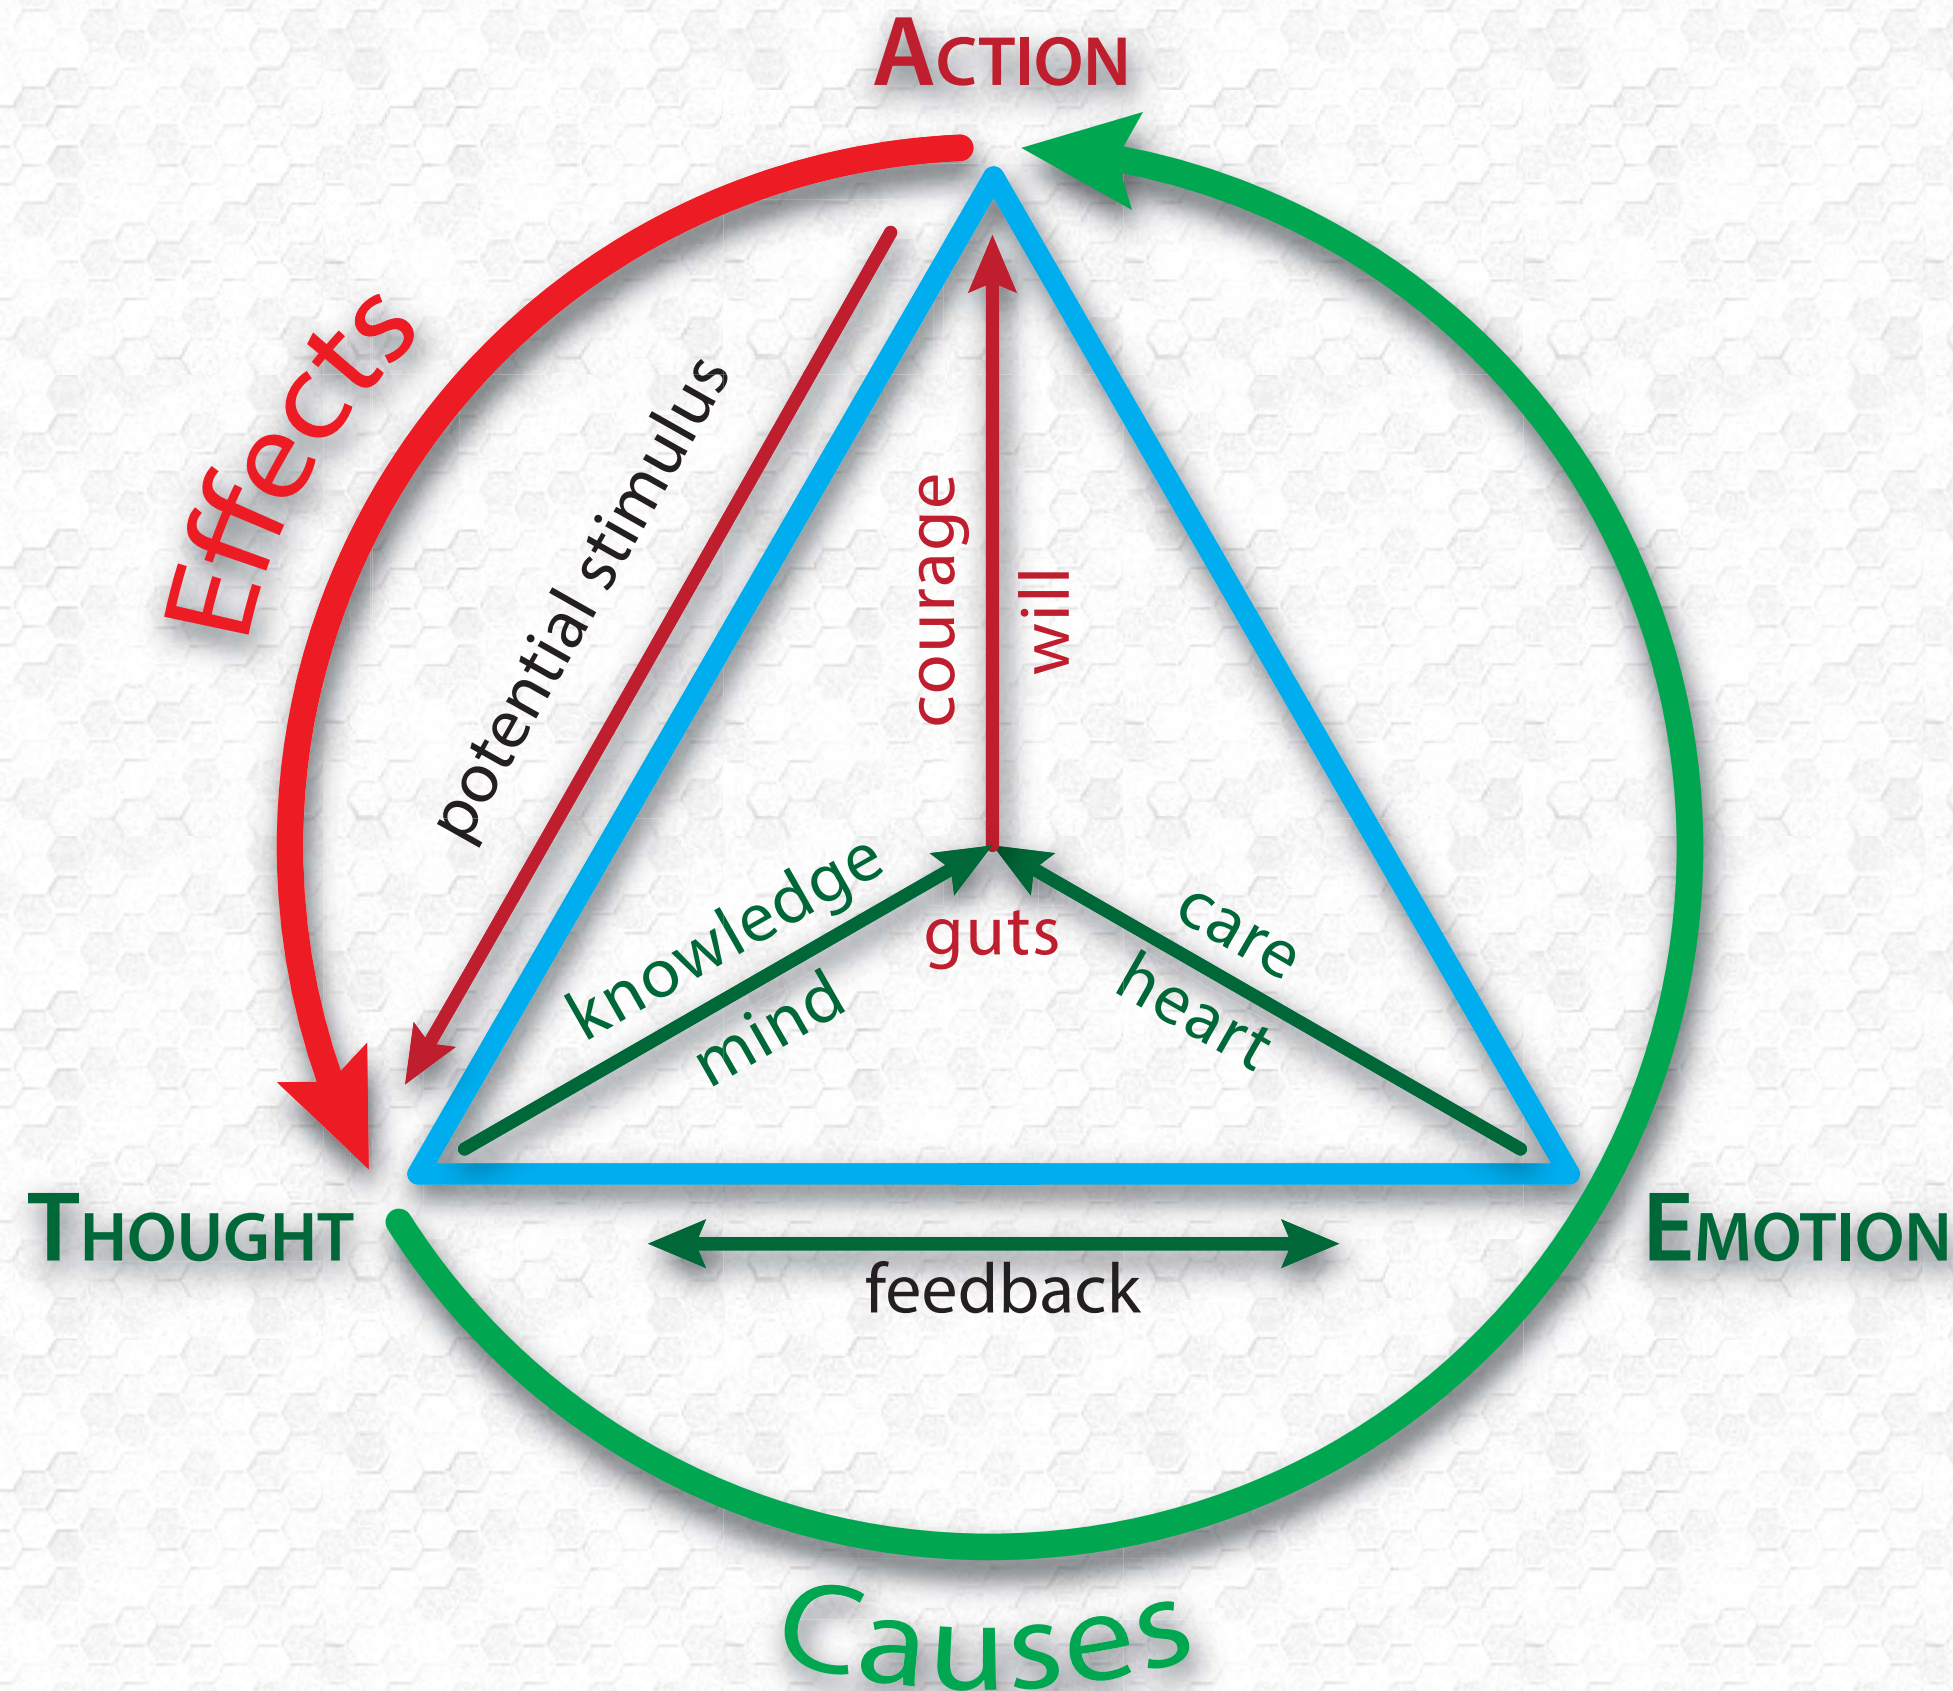 ACTION
Effects
potential stimulus
courage
will
knowledge
mind
guts
care
heart
THOUGHT
EMOTION
feedback
Causes